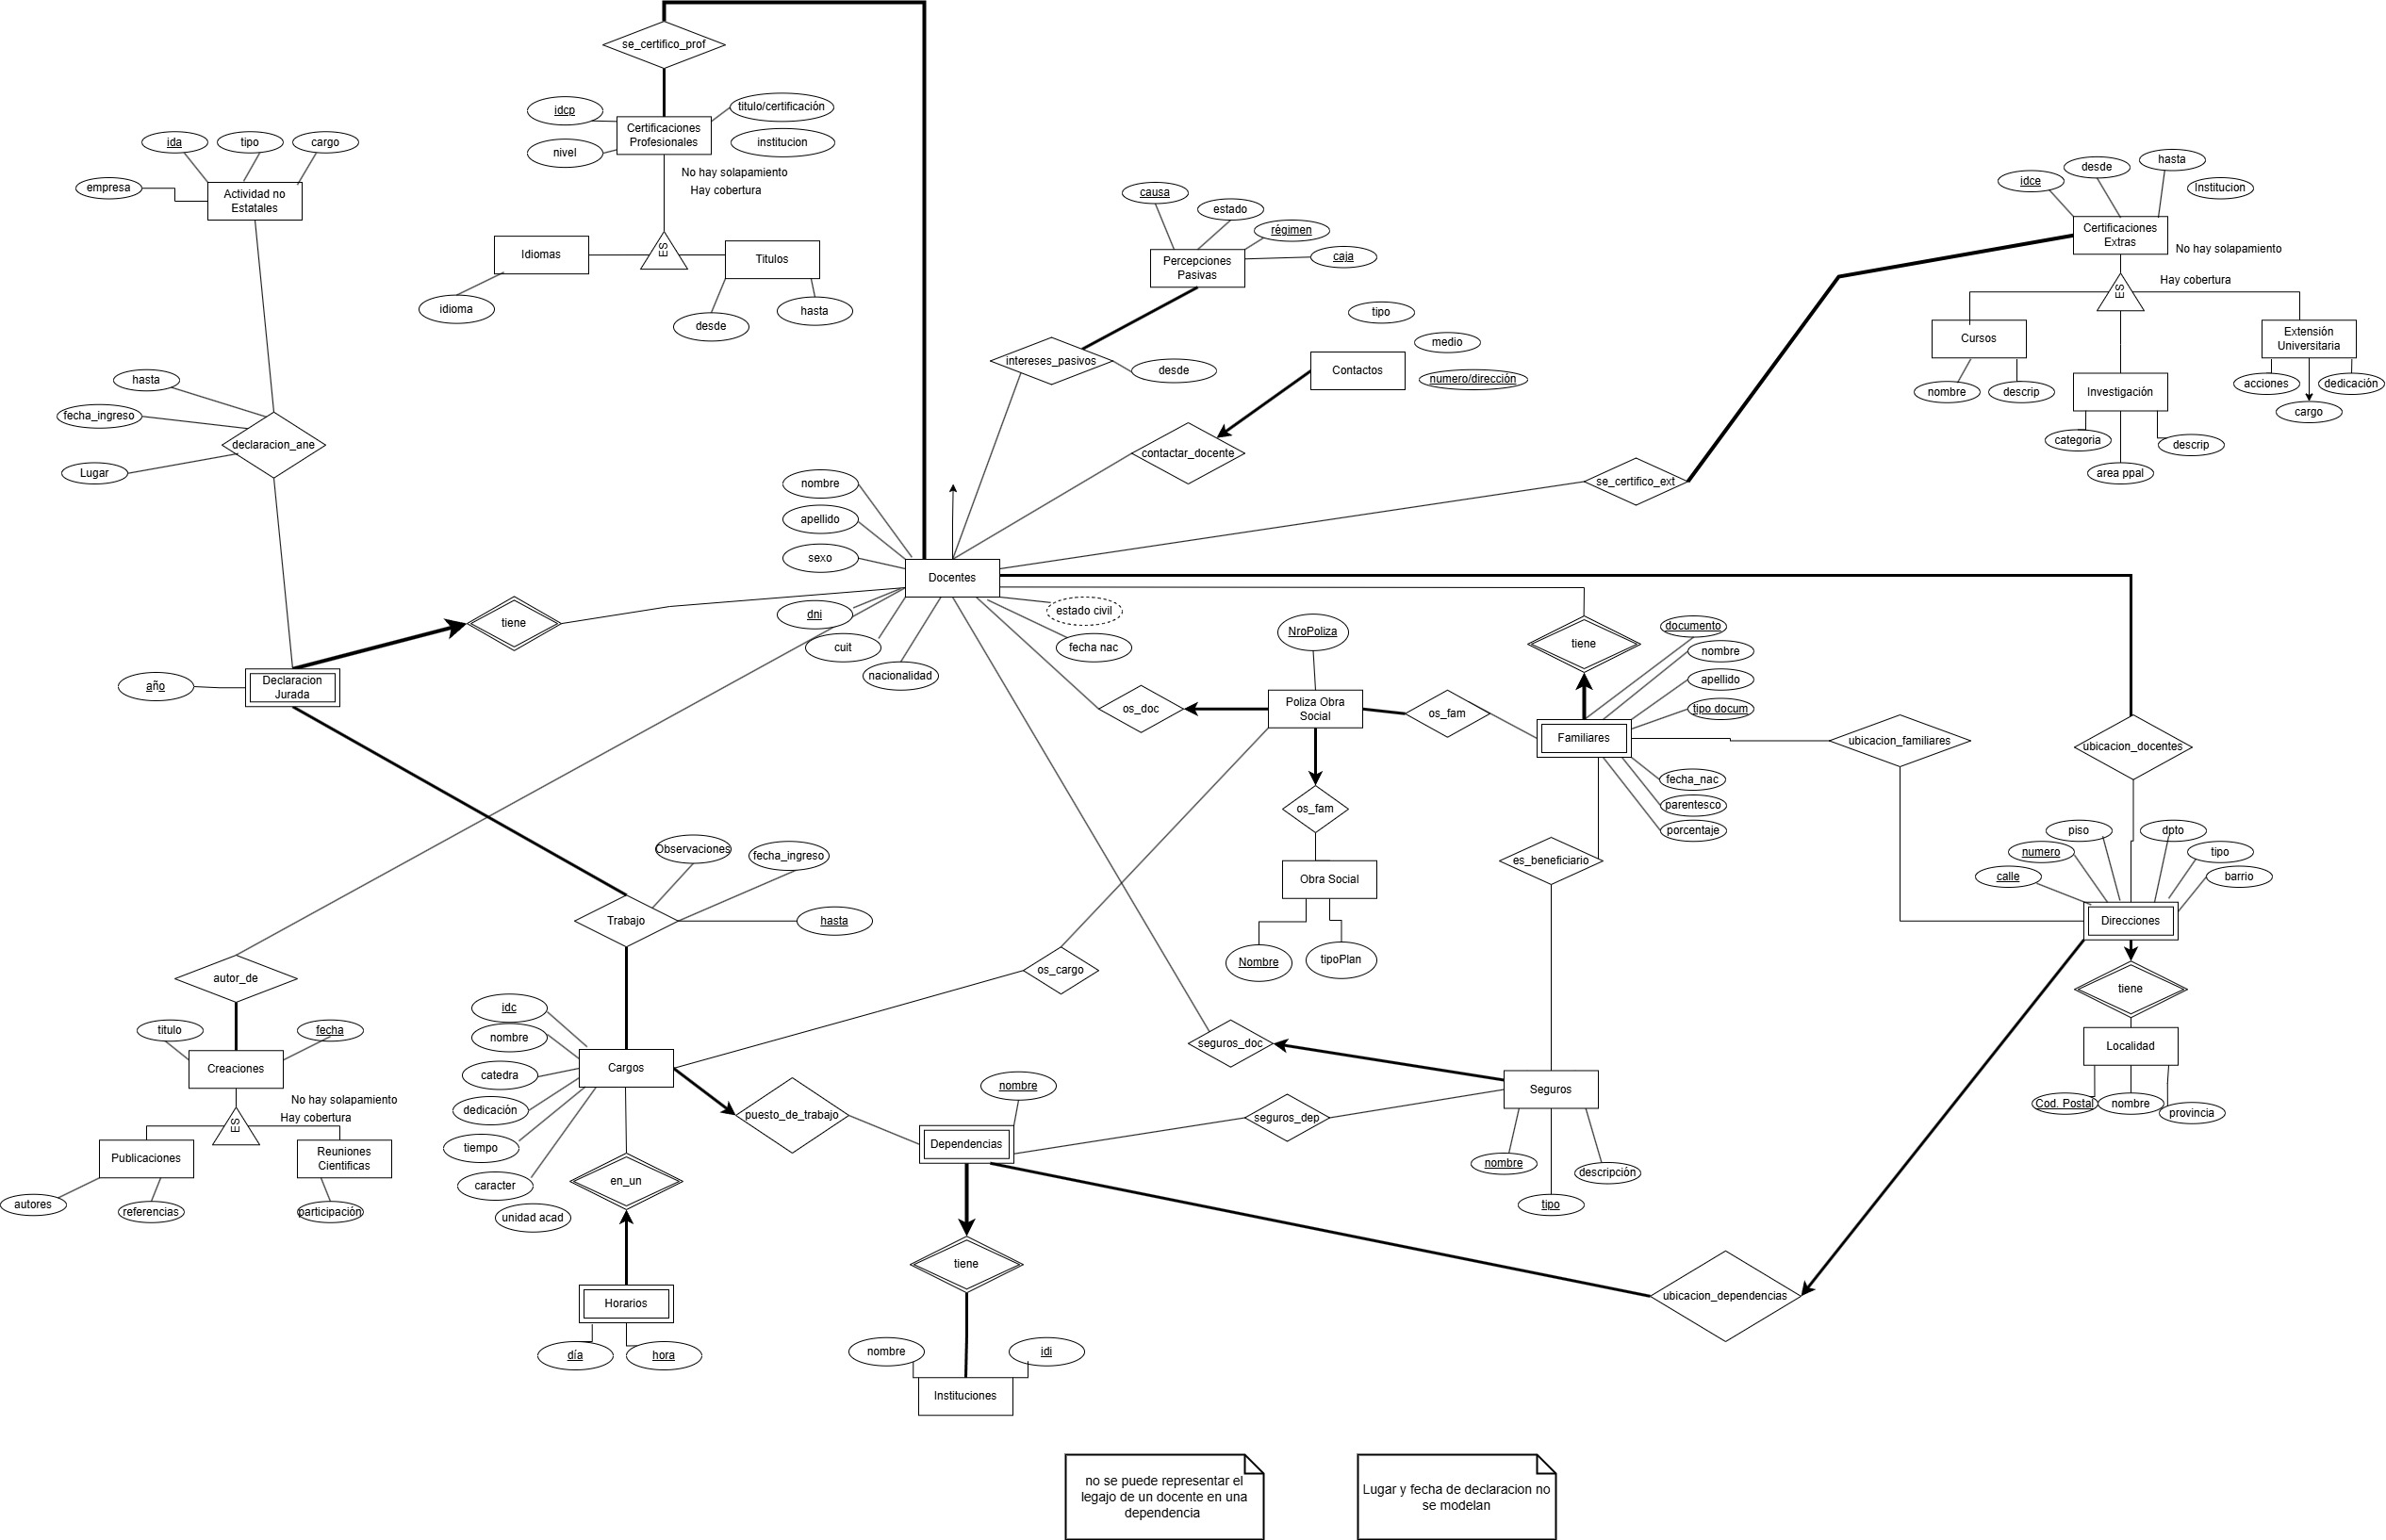 se_certifico_prof
idcp
titulo/certificación
Certificaciones
Profesionales
institucion
nivel
No hay solapamiento
Hay cobertura
ES
Idiomas
Titulos
idioma
desde
hasta
ida
tipo
cargo
empresa
Actividad no
Estatales
hasta
fecha_ingreso
declaracion_ane
Lugar
causa
estado
régimen
caja
Percepciones
Pasivas
intereses_pasivos
desde
tipo
medio
Contactos
numero/dirección
contactar_docente
idce
desde
hasta
Institucion
Certificaciones
Extras
No hay solapamiento
Hay cobertura
ES
Cursos
Extensión
Universitaria
nombre
descrip
Investigación
acciones
dedicación
cargo
categoria
descrip
area ppal
se_certifico_ext
nombre
apellido
sexo
Docentes
dni
cuit
nacionalidad
estado civil
fecha nac
tiene
año
Declaracion
Jurada
NroPoliza
os_doc
Poliza Obra
Social
os_fam
tiene
documento
nombre
apellido
tipo docum
Familiares
fecha_nac
parentesco
porcentaje
ubicacion_familiares
ubicacion_docentes
os_fam
Obra Social
Nombre
tipoPlan
es_beneficiario
piso
dpto
numero
tipo
calle
barrio
Direcciones
tiene
Localidad
Cod. Postal
nombre
provincia
Observaciones
fecha_ingreso
Trabajo
hasta
autor_de
titulo
fecha
Creaciones
No hay solapamiento
Hay cobertura
ES
Publicaciones
Reuniones
Cientificas
autores
referencias
participación
os_cargo
idc
nombre
catedra
dedicación
tiempo
caracter
unidad acad
Cargos
puesto_de_trabajo
en_un
Horarios
día
hora
seguros_doc
nombre
Dependencias
seguros_dep
Seguros
nombre
tipo
descripción
tiene
ubicacion_dependencias
nombre
idi
Instituciones
no se puede representar el
legajo de un docente en una
dependencia
Lugar y fecha de declaracion no
se modelan